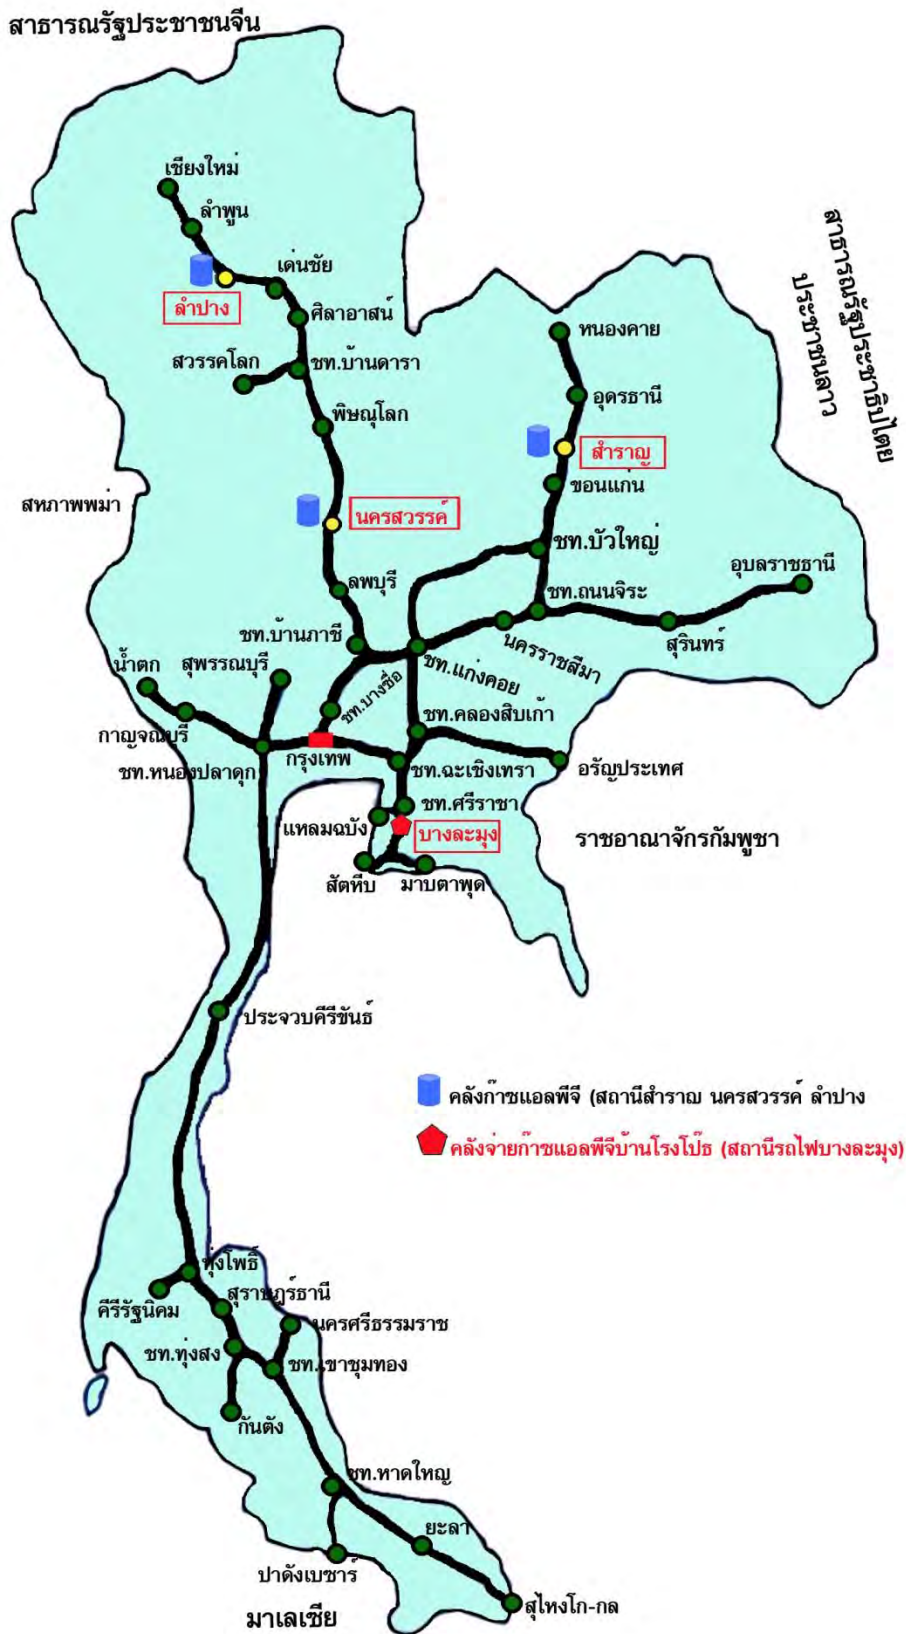 สาธารณรัฐประชาชนจีน
เชียงใหม่
ลำพูน
เด่นชัย
ลำปาง
ศิลาอาสน์
สวรรคโลก
ชท.บ้านดารา
พิษณุโลก
สาธารณรัฐประชาธิปไตย
ประชาชนลาว
หนองคาย
อุดรธานี
สำราญ
ขอนแก่น
สหภาพพม่า
นครสวรรค์
ชท.บัวใหญ่
อุบลราชธานี
ลพบุรี
ชท.ถนนจิระ
ชท.บ้านภาชี
นครราชสีมา
สุรินทร์
น้ำตก
สุพรรณบุรี
ชท.บางซื่อ
ชท.แก่งคอย
ชท.คลองสิบเก้า
กาญจณบุรี
ชท.หนองปลาดุก
กรุงเทพ
ชท.ฉะเชิงเทรา
อรัญประเทศ
ชท.ศรีราชา
แหลมฉบัง
บางละมุง
ราชอาณาจักรกัมพูชา
สัตหีบ
มาบตาพุด
ประจวบคีรีขันธ์
คลังก๊าซแอลพีจี (สถานีสำราญ นครสวรรค์ ลำปาง
คลังจ่ายก๊าซแอลพีจีบ้านโรงโป๊ธ (สถานีรถไฟบางละมุง)
ทุ่งโพธิ์
คีรีรัฐนิคม
สุราษฎร์ธานี
นครศรีธรรมราช
ชท.ทุ่งสง
ชท.เขาชุมทอง
กันตัง
ชท.หาดใหญ่
ยะลา
ปาดังเบซาร์
สุไหงโก-กล
มาเลเซีย